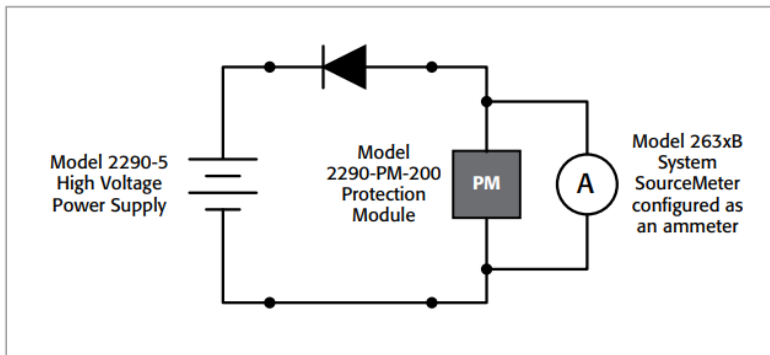 Model 2290-5
High Voltage
Power Supply
Model
2290-PM-200
Protection
Module
PM
A
Model 263xB
System
SourceMeter
configured as
an ammeter